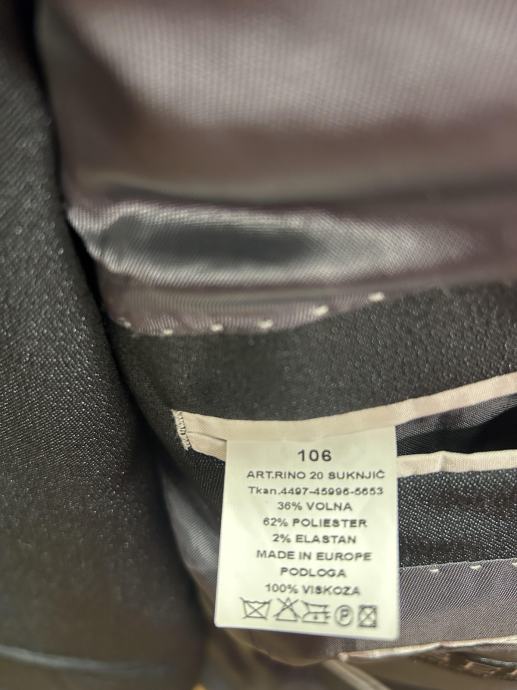 106
ART.RINO 20 SUKNJIČ
Tkan.4497-45996-5653
36% VOLNA
62% POLIESTER
2% ELASTAN
MADE IN EUROPE
PODLOGA
100% VISKOZA